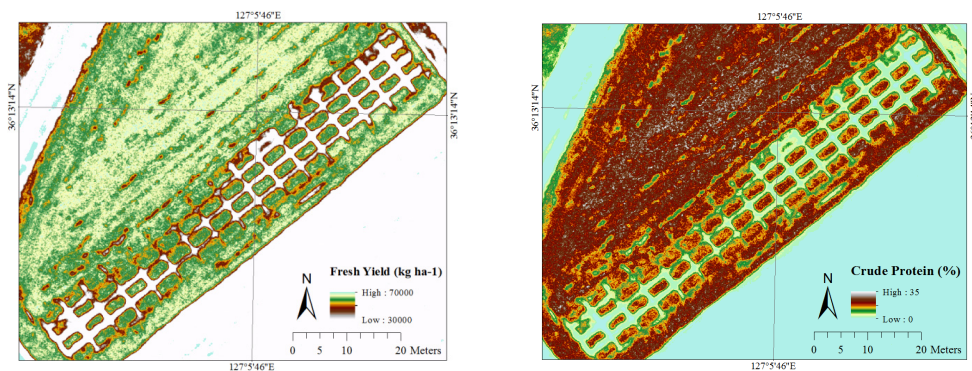 127°5'46"E
36°13'14"N
36°13'14"N
N
Fresh Yield (kg ha-1)
High : 70000
Low : 30000
0 5 10 20 Meters
127°5'46"E
127°5'46"E
36°13'14"N
N
Crude Protein (%)
High : 35
Low : 0
0 5 10 20 Meters
127°5'46"E